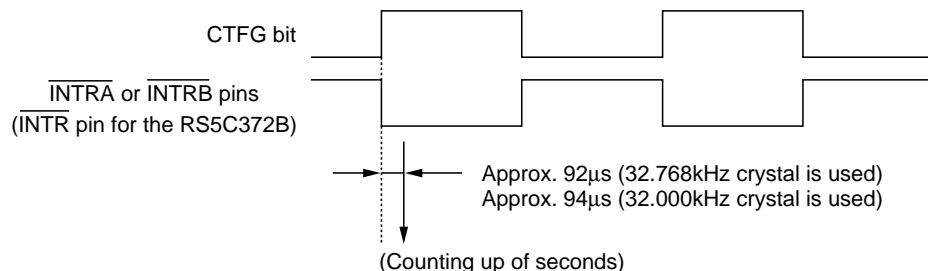 CTFG bit
INTRA or INTRB pins
(INTR pin for the RS5C372B)
Approx. 92μs (32.768kHz crystal is used)
Approx. 94μs (32.000kHz crystal is used)
(Counting up of seconds)